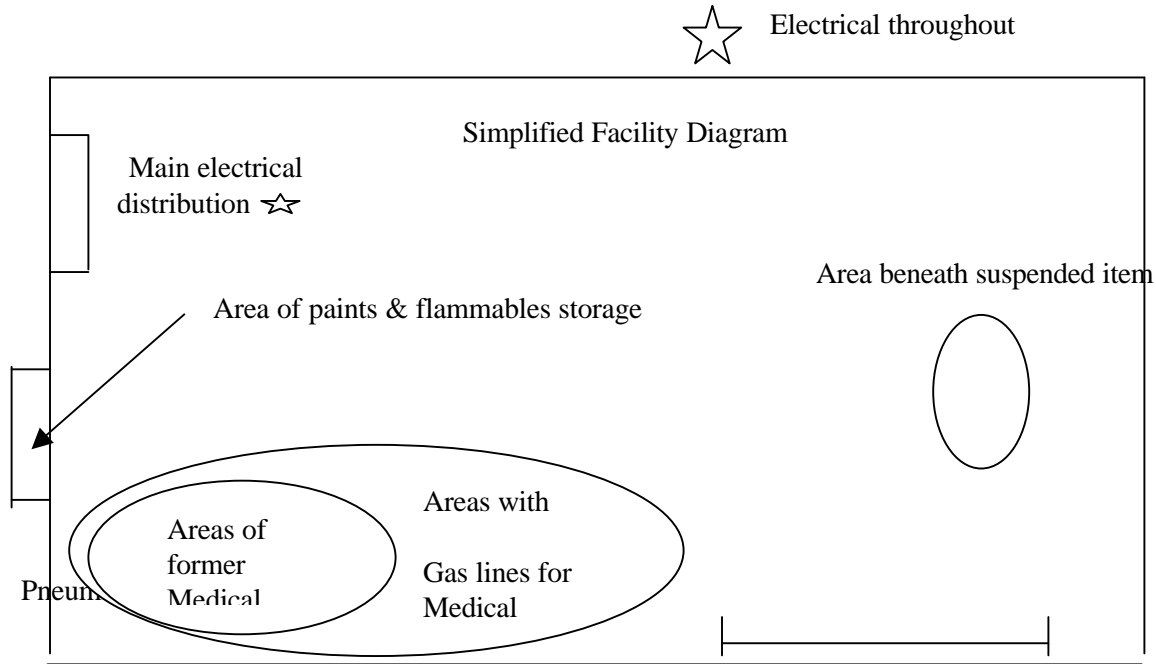 Electrical throughout
Simplified Facility Diagram
Main electrical
distribution
Area beneath suspended item
Area of paints & flammables storage
Areas with
Areas of
former
Medical
Gas lines for
Medical